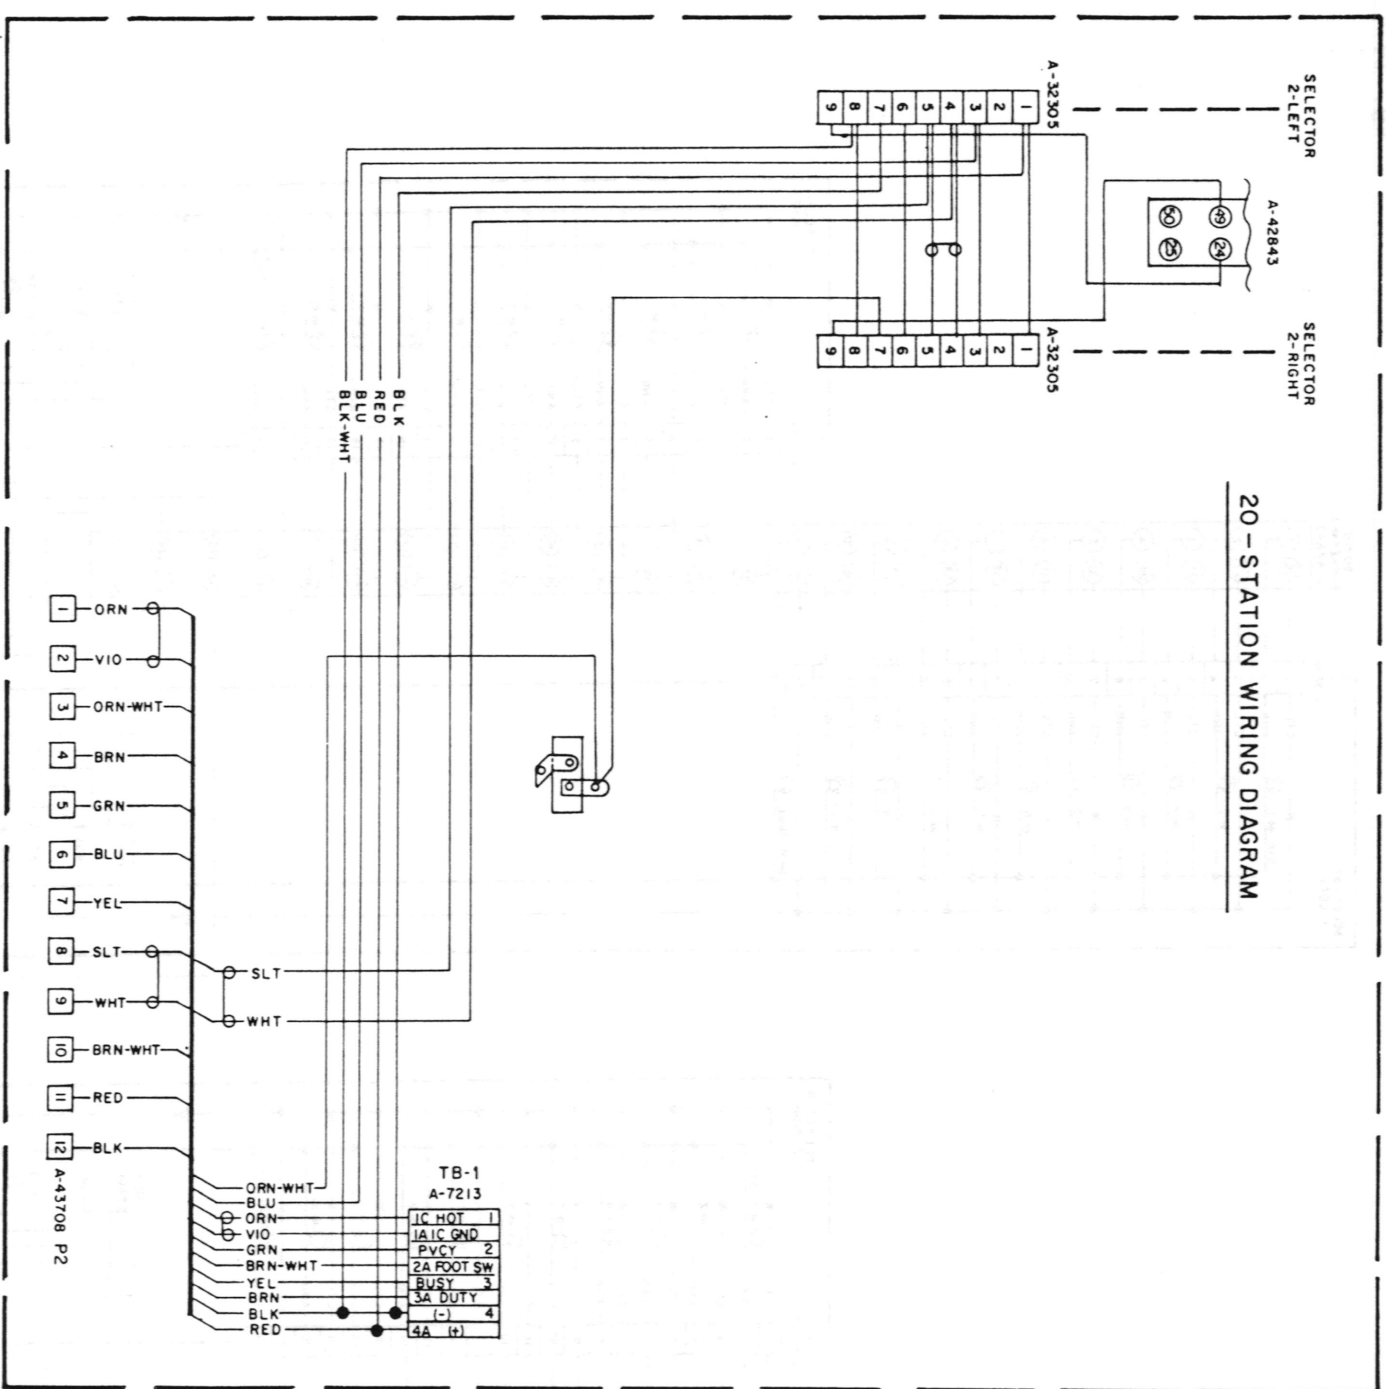 20-STATION WIRING DIAGRAM
SELECTOR
2-LEFT
A-32305
9 8 7 6 5 4 3 2 1
A-42843
50 49
25 24
SELECTOR
2-RIGHT
A-32305
9 8 7 6 5 4 3 2 1
BLK-WHT
BLU
RED
BLK
1 ORN
2 VIO
3 ORN-WHT
4 BRN
5 GRN
6 BLU
7 YEL
8 SLT
SLT
9 WHT
WHT
10 BRN-WHT
11 RED
12 BLK
A-43708 P2
TB-1
A-7213
ORN-WHT
BLU
ORN 1C HOT 1
VIO 1A IC GND
GRN PVCY 2
BRN-WHT 2A FOOT SW
YEL BUSY 3
BRN 3A DUTY
BLK (-) 4
RED 4A (+)